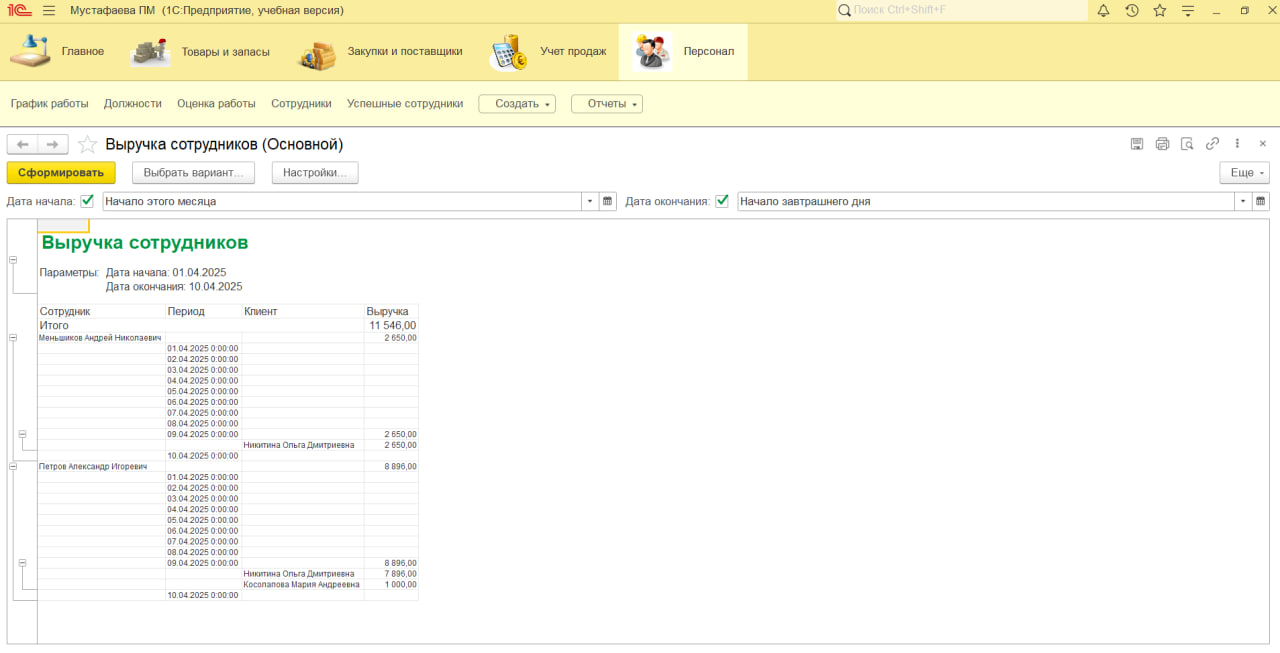 1С Мустафаева ПМ (1С:Предприятие, учебная версия) Поиск Ctrl+Shift+F
Главное Товары и запасы Закупки и поставщики Учет продаж Персонал
График работы Должности Оценка работы Сотрудники Успешные сотрудники Создать Отчеты
Выручка сотрудников (Основной)
Сформировать Выбрать вариант... Настройки... Еще
Дата начала: Начало этого месяца Дата окончания: Начало завтрашнего дня
Выручка сотрудников
Параметры: Дата начала: 01.04.2025
Дата окончания: 10.04.2025
Сотрудник Период Клиент Выручка
Итого 11 546,00
Меньшиков Андрей Николаевич 2 650,00
01.04.2025 0:00:00
02.04.2025 0:00:00
03.04.2025 0:00:00
04.04.2025 0:00:00
05.04.2025 0:00:00
06.04.2025 0:00:00
07.04.2025 0:00:00
08.04.2025 0:00:00
09.04.2025 0:00:00 2 650,00
Никитина Ольга Дмитриевна 2 650,00
10.04.2025 0:00:00
Петров Александр Игоревич 8 896,00
01.04.2025 0:00:00
02.04.2025 0:00:00
03.04.2025 0:00:00
04.04.2025 0:00:00
05.04.2025 0:00:00
06.04.2025 0:00:00
07.04.2025 0:00:00
08.04.2025 0:00:00
09.04.2025 0:00:00 8 896,00
Никитина Ольга Дмитриевна 7 896,00
Косолапова Мария Андреевна 1 000,00
10.04.2025 0:00:00